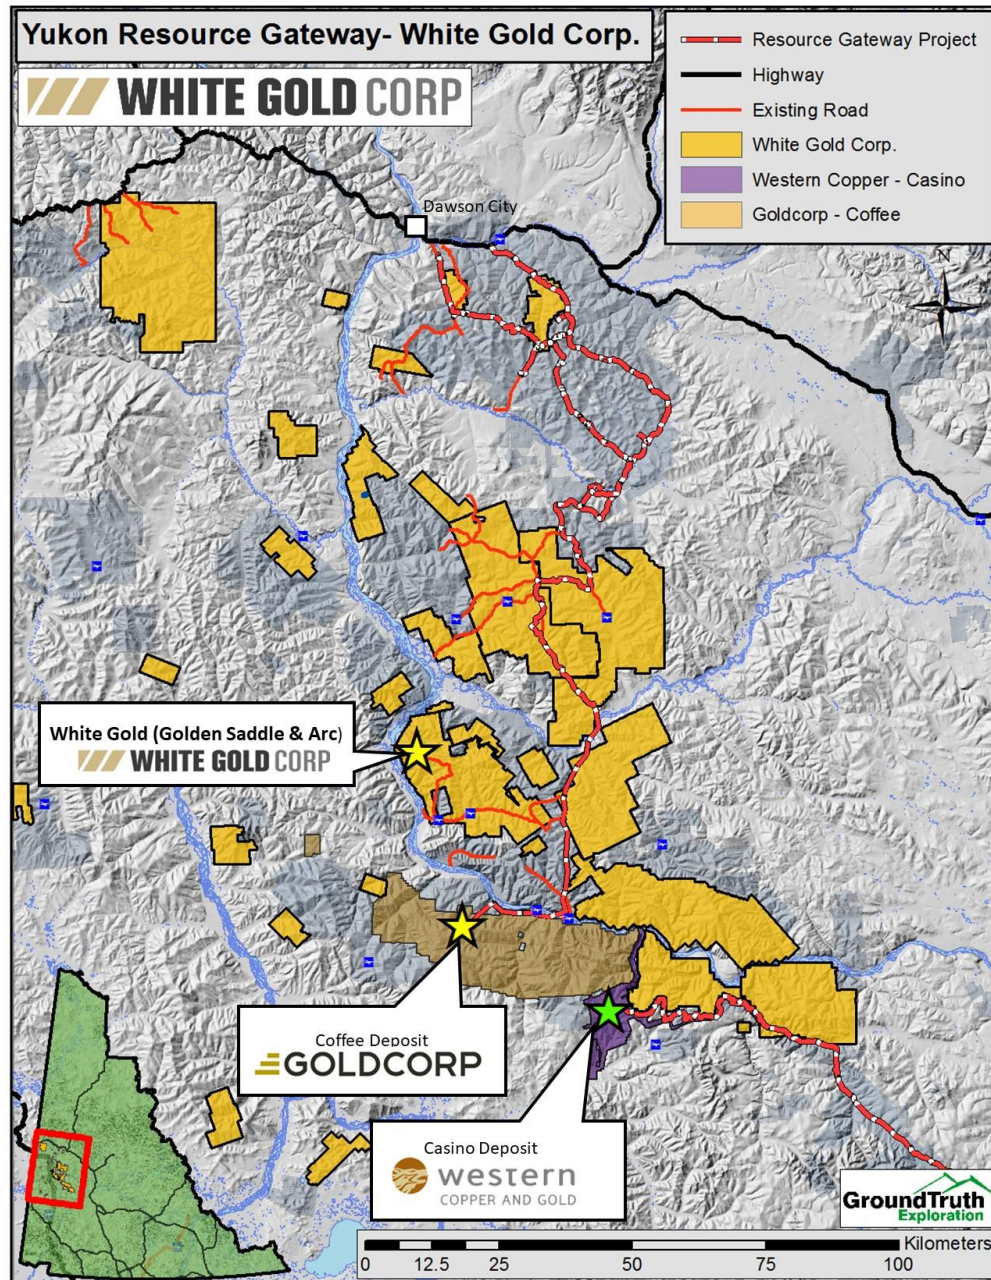 Yukon Resource Gateway- White Gold Corp.
WHITE GOLD CORP
Resource Gateway Project
Highway
Existing Road
White Gold Corp.
Western Copper - Casino
Goldcorp - Coffee
Dawson City
N
White Gold (Golden Saddle & Arc)
WHITE GOLD CORP
Coffee Deposit
GOLDCORP
Casino Deposit
western
COPPER AND GOLD
GroundTruth
Exploration
Kilometers
0 12.5 25 50 75 100